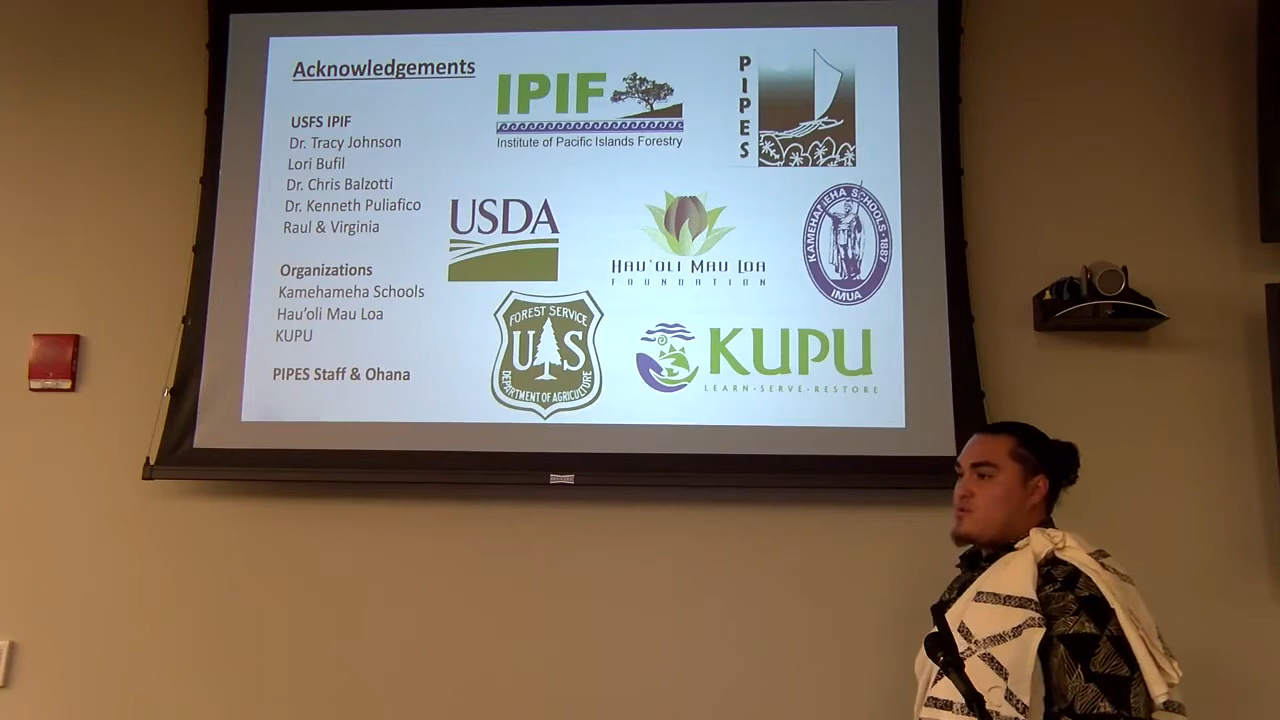 Acknowledgements
USFS IPIF
Dr. Tracy Johnson
Lori Bufil
Dr. Chris Balzotti
Dr. Kenneth Puliafico
Raul & Virginia
Organizations
Kamehameha Schools
Hau'oli Mau Loa
KUPU
PIPES Staff & Ohana
IPIF
Institute of Pacific Islands Forestry
PIPES
USDA
HAU'OLI MAU LOA
FOUNDATION
KAMEHAMEHA SCHOOLS·1887
IMUA
FOREST SERVICE
US
DEPARTMENT OF AGRICULTURE
KUPU
LEARN·SERVE·RESTORE